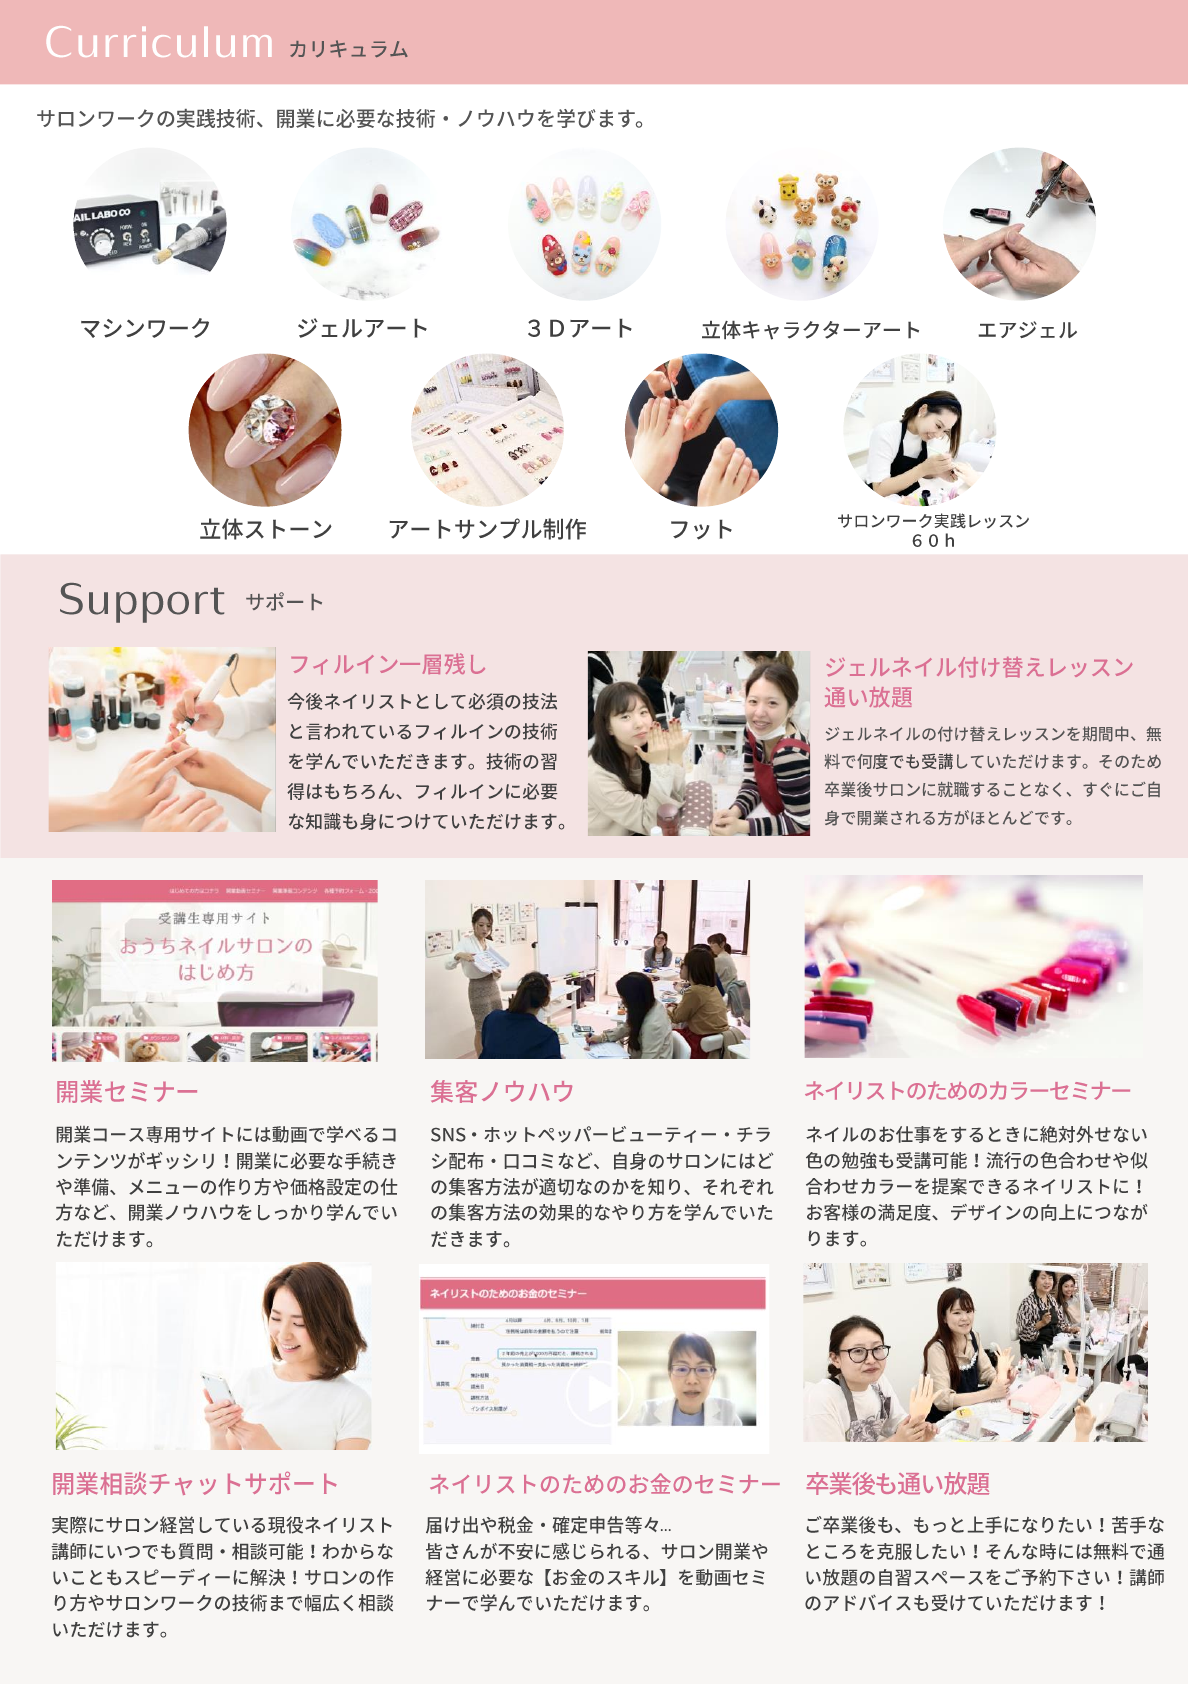 Curriculum カリキュラム
サロンワークの実践技術、開業に必要な技術・ノウハウを学びます。
AIL LABO
マシンワーク
ジェルアート
３Ｄアート
立体キャラクターアート
エアジェル
立体ストーン
アートサンプル制作
フット
サロンワーク実践レッスン
６０ｈ
Support サポート
フィルイン一層残し
今後ネイリストとして必須の技法
と言われているフィルインの技術
を学んでいただきます。技術の習
得はもちろん、フィルインに必要
な知識も身につけていただけます。
ジェルネイル付け替えレッスン
通い放題
ジェルネイルの付け替えレッスンを期間中、無
料で何度でも受講していただけます。そのため
卒業後サロンに就職することなく、すぐにご自
身で開業される方がほとんどです。
受講生専用サイト
おうちネイルサロンの
はじめ方
開業セミナー
開業コース専用サイトには動画で学べるコ
ンテンツがギッシリ！開業に必要な手続き
や準備、メニューの作り方や価格設定の仕
方など、開業ノウハウをしっかり学んでい
ただけます。
集客ノウハウ
SNS・ホットペッパービューティー・チラ
シ配布・口コミなど、自身のサロンにはど
の集客方法が適切なのかを知り、それぞれ
の集客方法の効果的なやり方を学んでいた
だきます。
ネイリストのためのカラーセミナー
ネイルのお仕事をするときに絶対外せない
色の勉強も受講可能！流行の色合わせや似
合わせカラーを提案できるネイリストに！
お客様の満足度、デザインの向上につなが
ります。
開業相談チャットサポート
実際にサロン経営している現役ネイリスト
講師にいつでも質問・相談可能！わからな
いこともスピーディーに解決！サロンの作
り方やサロンワークの技術まで幅広く相談
いただけます。
ネイリストのためのお金のセミナー
ネイリストのためのお金のセミナー
届け出や税金・確定申告等々...
皆さんが不安に感じられる、サロン開業や
経営に必要な【お金のスキル】を動画セミ
ナーで学んでいただけます。
卒業後も通い放題
ご卒業後も、もっと上手になりたい！苦手な
ところを克服したい！そんな時には無料で通
い放題の自習スペースをご予約下さい！講師
のアドバイスも受けていただけます！